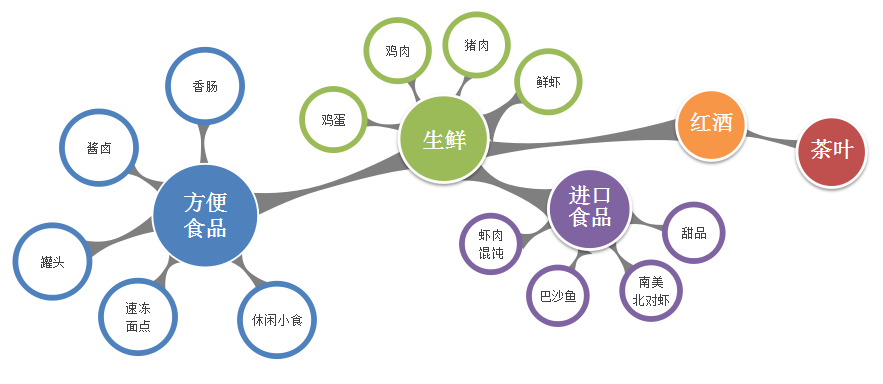 香肠
酱卤
罐头
速冻
面点
休闲小食
方便
食品
鸡蛋
鸡肉
猪肉
鲜虾
生鲜
进口
食品
虾肉
馄饨
巴沙鱼
南美
北对虾
甜品
红酒
茶叶